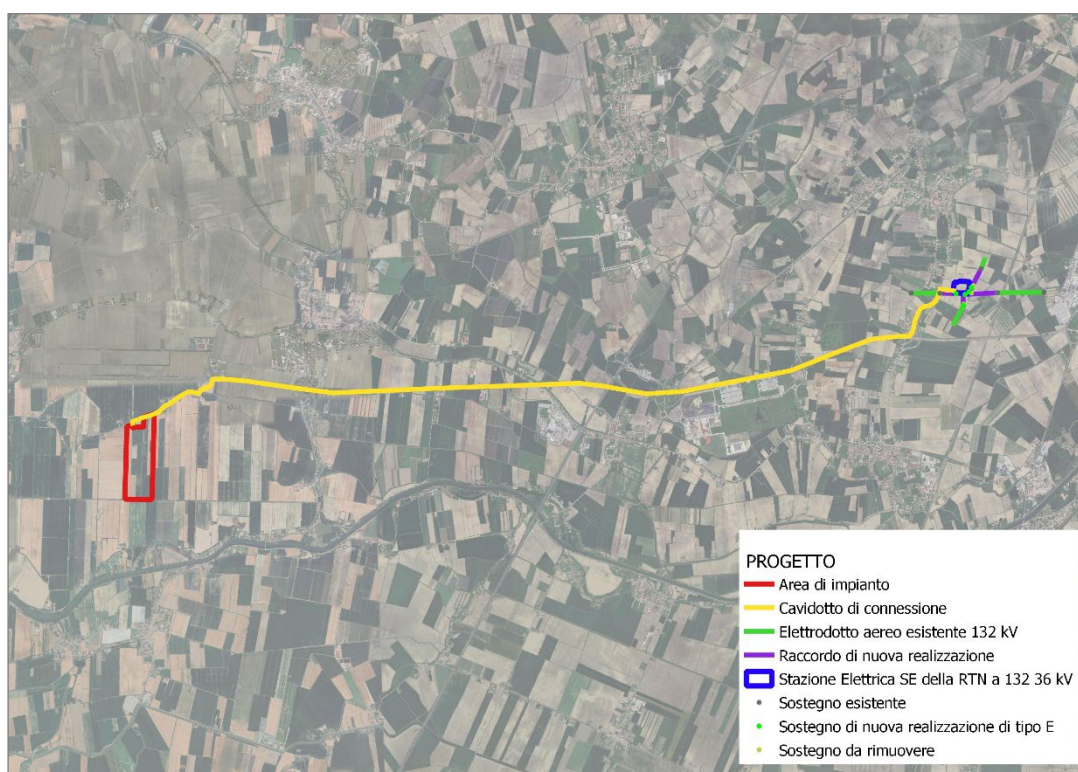 PROGETTO
Area di impianto
Cavidotto di connessione
Elettrodotto aereo esistente 132 kV
Raccordo di nuova realizzazione
Stazione Elettrica SE della RTN a 132 36 kV
Sostegno esistente
Sostegno di nuova realizzazione di tipo E
Sostegno da rimuovere